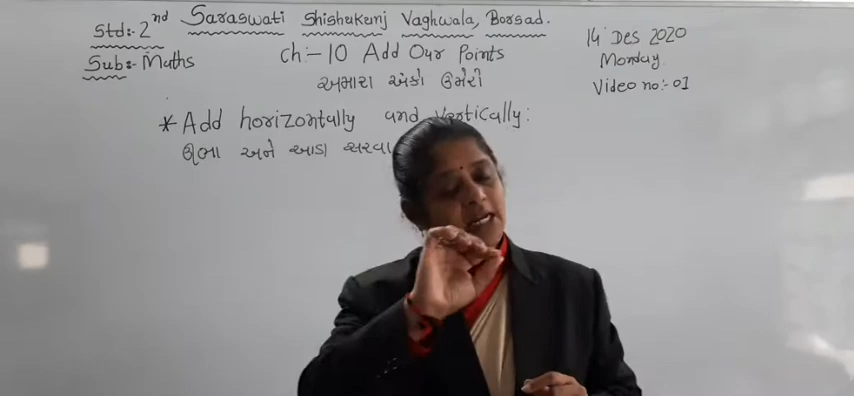 Std:- 2nd Saraswati Shishukunj Vaghwala, Borsad.
14 Des 2020
Sub:- Maths Ch:- 10 Add Our Points
Monday
અમારા અંકો ઉમેરો
Video no:- 01
* Add horizontally and vertically:
ઊભા અને આડા સરવા